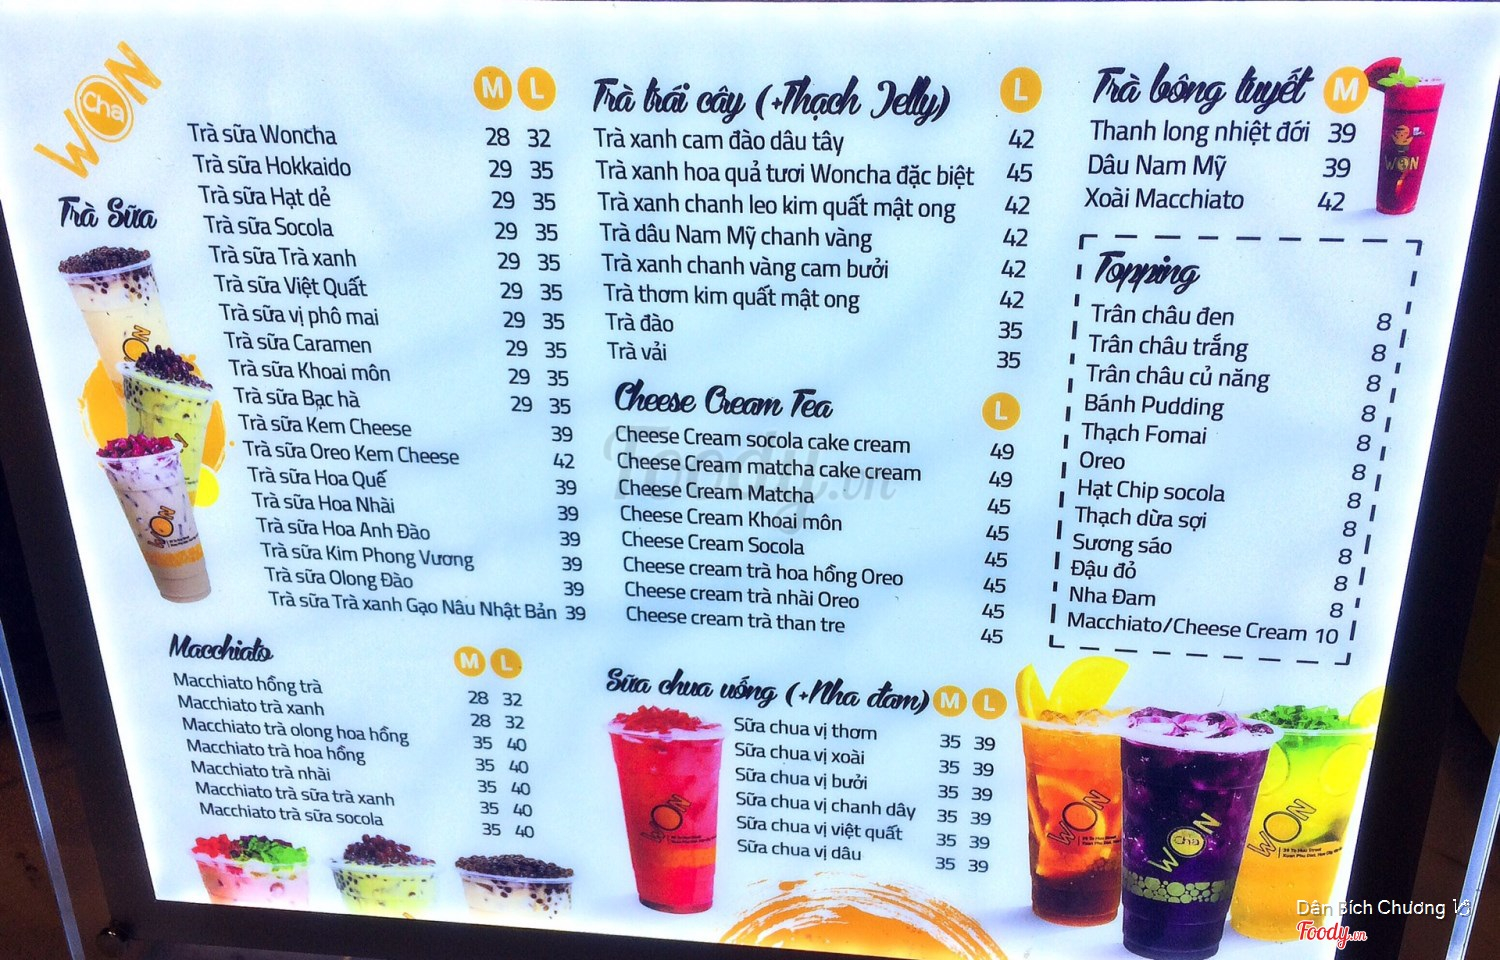 WON Cha
Trà Sữa
M L
Trà sữa Woncha 28 32
Trà sữa Hokkaido 29 35
Trà sữa Hạt dẻ 29 35
Trà sữa Socola 29 35
Trà sữa Trà xanh 29 35
Trà sữa Việt Quất 29 35
Trà sữa vị phô mai 29 35
Trà sữa Caramen 29 35
Trà sữa Khoai môn 29 35
Trà sữa Bạc hà 29 35
Trà sữa Kem Cheese 39
Trà sữa Oreo Kem Cheese 42
Trà sữa Hoa Quế 39
Trà sữa Hoa Nhài 39
Trà sữa Hoa Anh Đào 39
Trà sữa Kim Phong Vương 39
Trà sữa Olong Đào 39
Trà sữa Trà xanh Gạo Nâu Nhật Bản 39
Macchiato M L
Macchiato hồng trà 28 32
Macchiato trà xanh 28 32
Macchiato trà olong hoa hồng 35 40
Macchiato trà hoa hồng 35 40
Macchiato trà nhài 35 40
Macchiato trà sữa trà xanh 35 40
Macchiato trà sữa socola 35 40
Trà trái cây (+Thạch Jelly) L
Trà xanh cam đào dâu tây 42
Trà xanh hoa quả tươi Woncha đặc biệt 45
Trà xanh chanh leo kim quất mật ong 42
Trà dâu Nam Mỹ chanh vàng 42
Trà xanh chanh vàng cam bưởi 42
Trà thơm kim quất mật ong 42
Trà đào 35
Trà vải 35
Cheese Cream Tea L
Cheese Cream socola cake cream 49
Cheese Cream matcha cake cream 49
Cheese Cream Matcha 45
Cheese Cream Khoai môn 45
Cheese Cream Socola 45
Cheese cream trà hoa hồng Oreo 45
Cheese cream trà nhài Oreo 45
Cheese cream trà than tre 45
Sữa chua uống (+Nha đam) M L
Sữa chua vị thơm 35 39
Sữa chua vị xoài 35 39
Sữa chua vị bưởi 35 39
Sữa chua vị chanh dây 35 39
Sữa chua vị việt quất 35 39
Sữa chua vị dâu 35 39
Trà bông tuyết M
Thanh long nhiệt đới 39
Dâu Nam Mỹ 39
Xoài Macchiato 42
Topping
Trân châu đen 8
Trân châu trắng 8
Trân châu củ năng 8
Bánh Pudding 8
Thạch Fomai 8
Oreo 8
Hạt Chip socola 8
Thạch dừa sợi 8
Sương sáo 8
Đậu đỏ 8
Nha Đam 8
Macchiato/Cheese Cream 10
WON
WON
WON
WON
WON
WON
WON Cha
WON
Foody.vn
Dân Bích Chương
Foody.vn